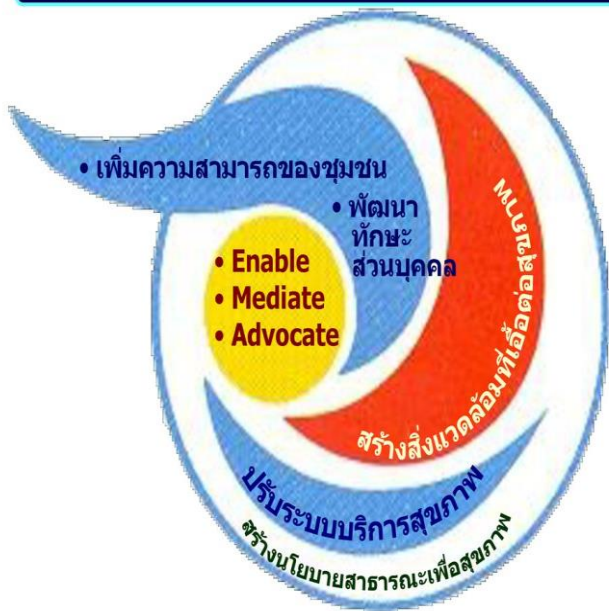 • เพิ่มความสามารถของชุมชน
• พัฒนา
ทักษะ
ส่วนบุคคล
• Enable
• Mediate
• Advocate
สร้างสิ่งแวดล้อมที่เอื้อต่อสุขภาพ
ปรับระบบบริการสุขภาพ
สร้างนโยบายสาธารณะเพื่อสุขภาพ